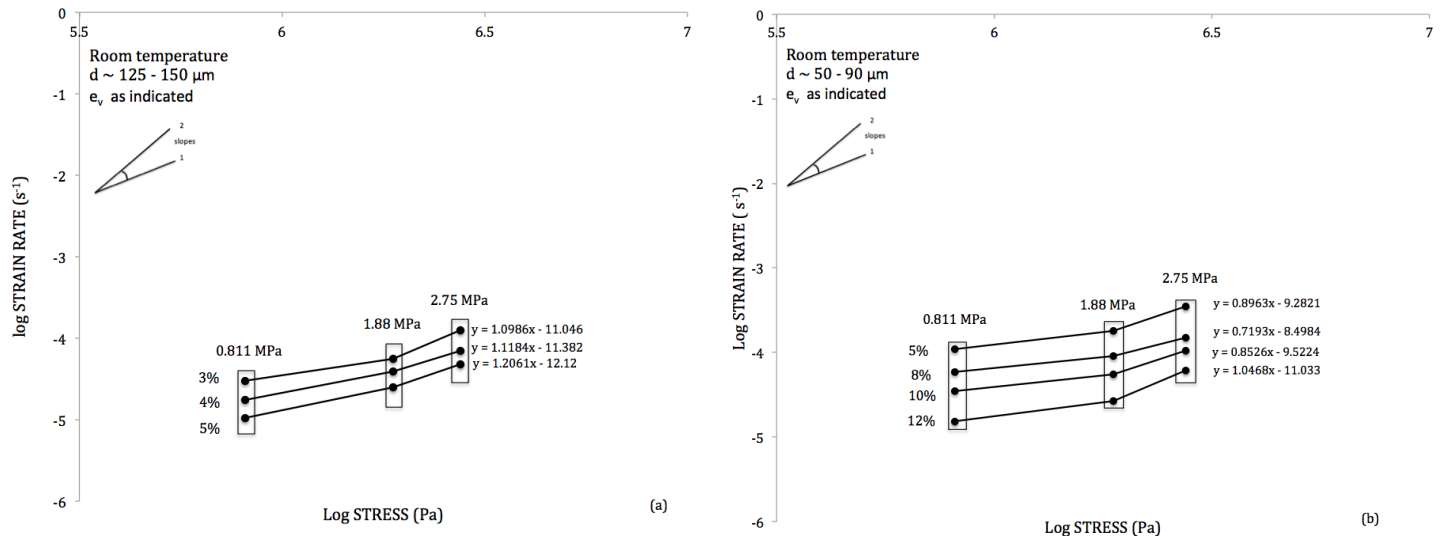 0
5.5
6
6.5
7
Room temperature
d ~ 125 - 150 µm
e_v as indicated
-1
2
slopes
1
-2
-3
-4
-5
-6
log STRAIN RATE (s⁻¹)
2.75 MPa
1.88 MPa
0.811 MPa
y = 1.0986x - 11.046
y = 1.1184x - 11.382
y = 1.2061x - 12.12
3%
4%
5%
Log STRESS (Pa)
(a)
0
5.5
6
6.5
7
Room temperature
d ~ 50 - 90 µm
e_v as indicated
-1
2
slopes
1
-2
-3
-4
-5
-6
Log STRAIN RATE ( s⁻¹)
2.75 MPa
1.88 MPa
0.811 MPa
y = 0.8963x - 9.2821
y = 0.7193x - 8.4984
y = 0.8526x - 9.5224
y = 1.0468x - 11.033
5%
8%
10%
12%
Log STRESS (Pa)
(b)